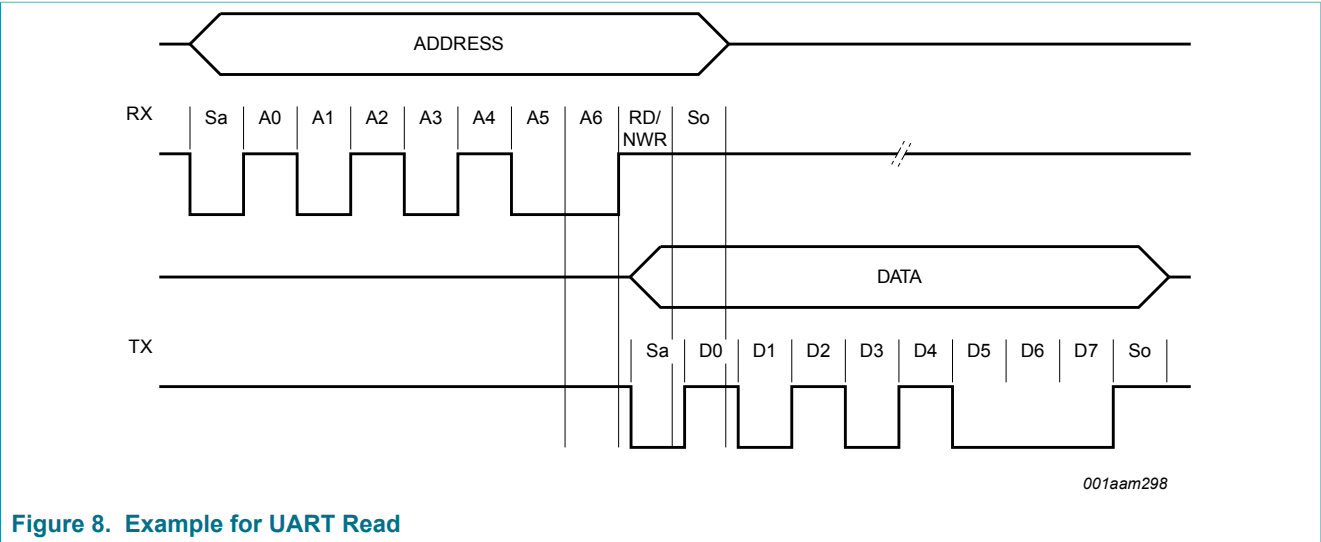 ADDRESS
RX Sa A0 A1 A2 A3 A4 A5 A6 RD/ So
NWR
DATA
TX Sa D0 D1 D2 D3 D4 D5 D6 D7 So
001aam298
Figure 8. Example for UART Read